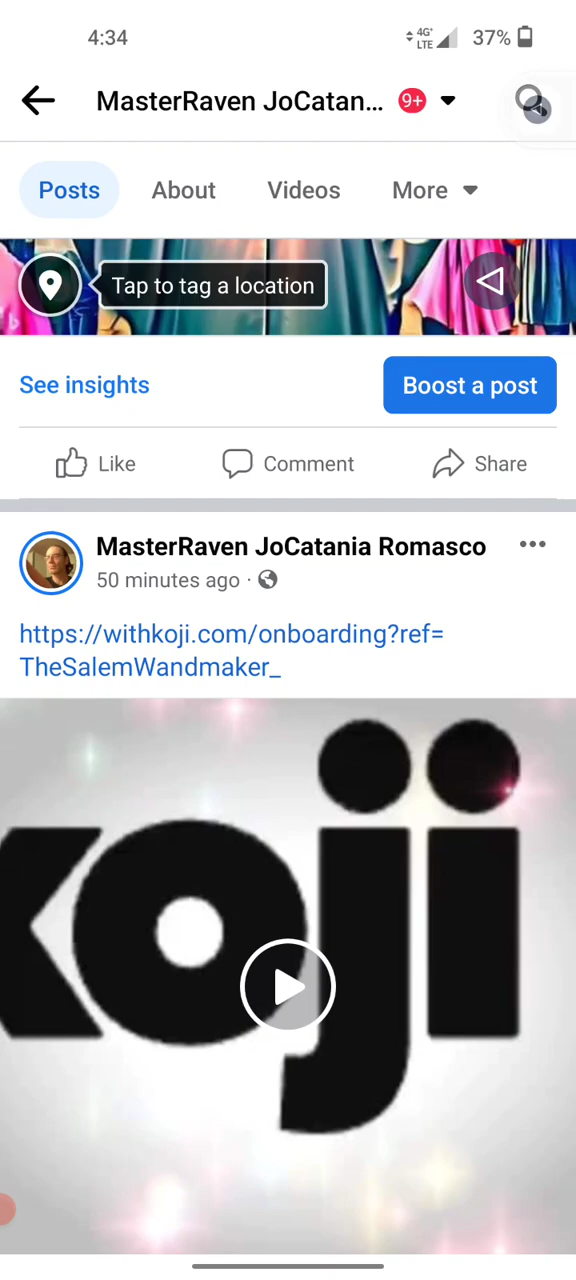 4:34
4G+
LTE
37%
MasterRaven JoCatan...
9+
Posts
About
Videos
More
Tap to tag a location
See insights
Boost a post
Like
Comment
Share
MasterRaven JoCatania Romasco
50 minutes ago ·
https://withkoji.com/onboarding?ref=
TheSalemWandmaker_
koji